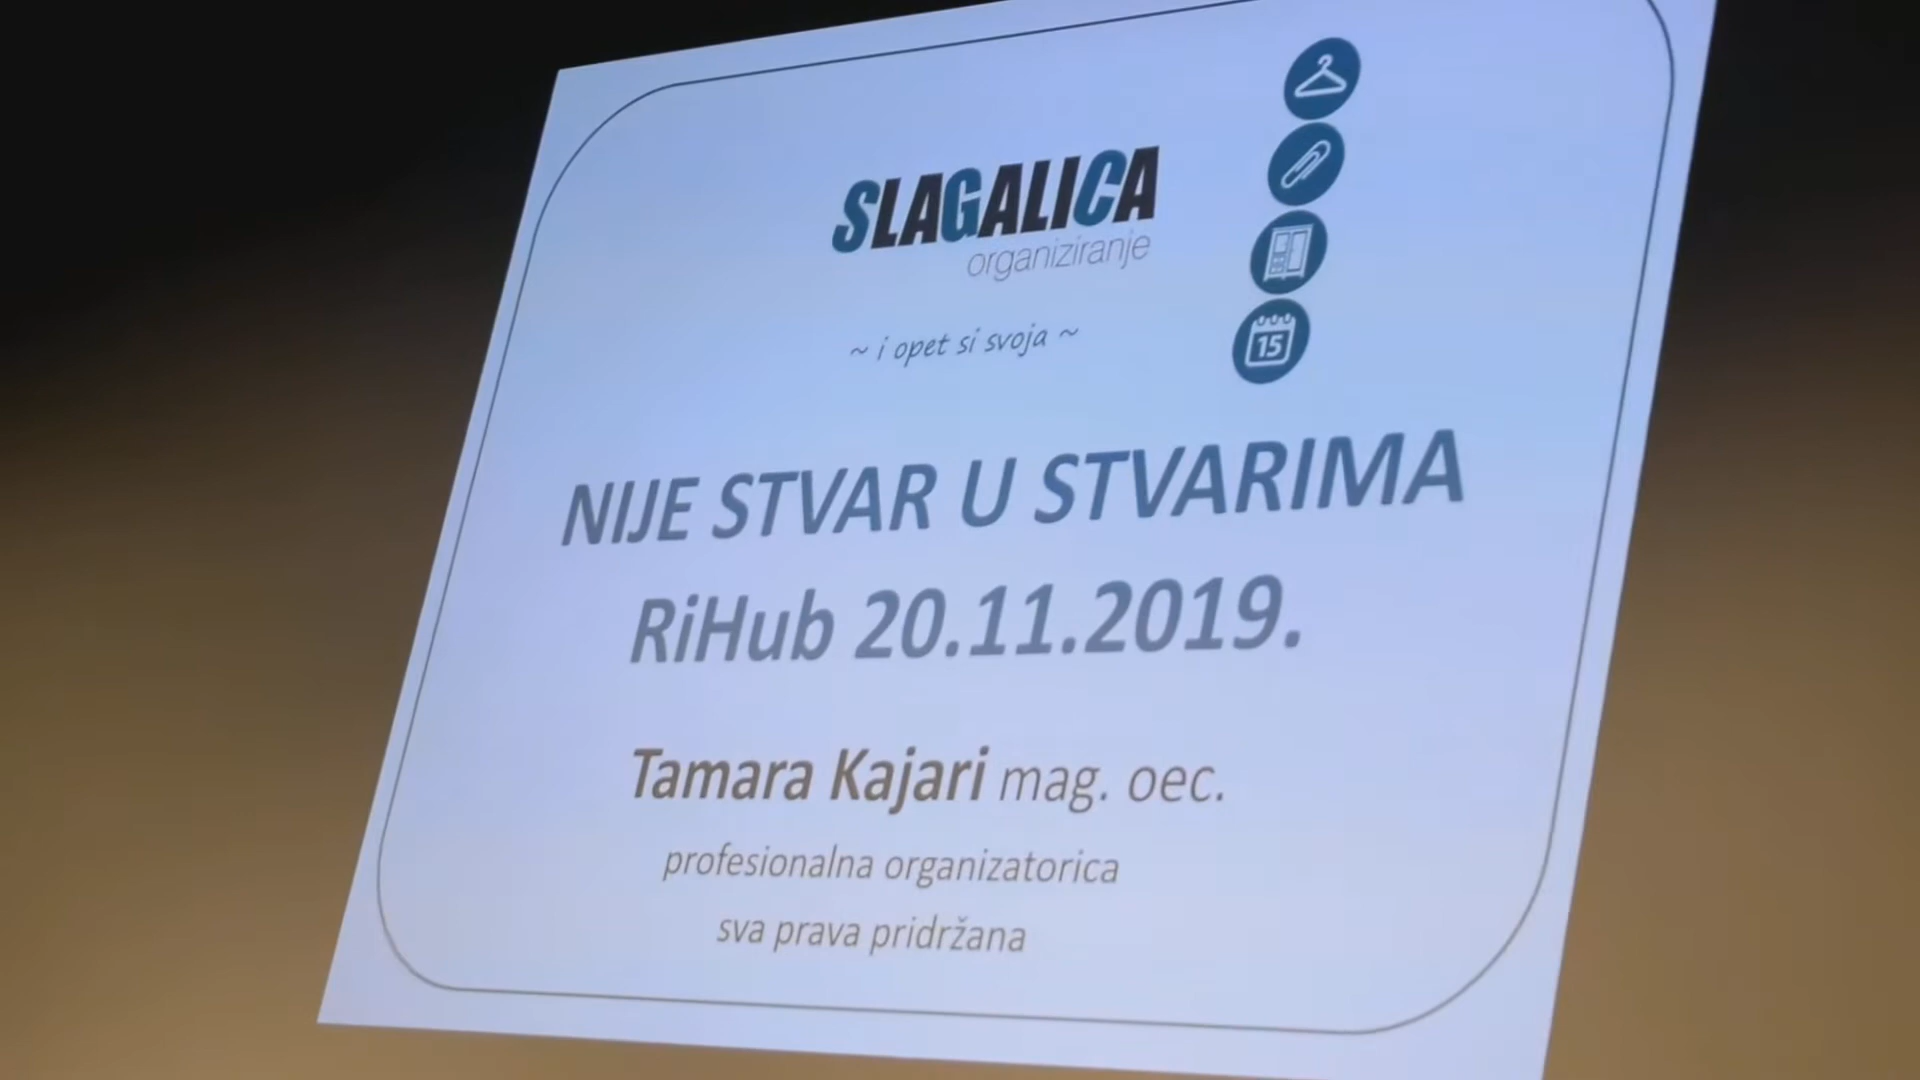 SLAGALICA
organiziranje
~ i opet si svoja ~
15
NIJE STVAR U STVARIMA
RiHub 20.11.2019.
Tamara Kajari mag. oec.
profesionalna organizatorica
sva prava pridržana